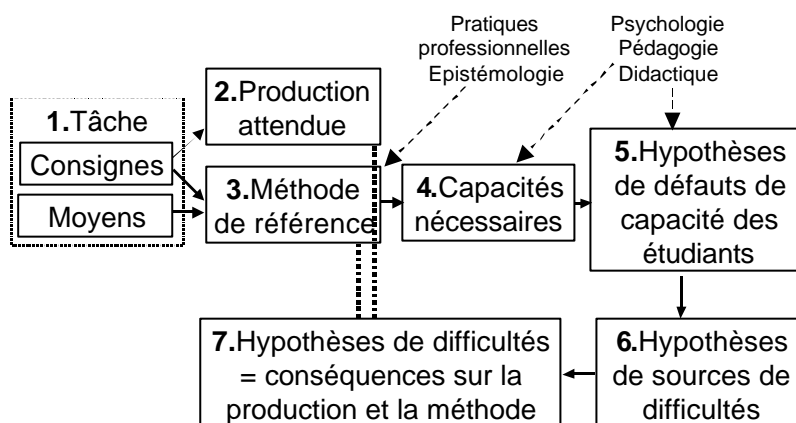 Pratiques
professionnelles
Epistémologie
Psychologie
Pédagogie
Didactique
1.Tâche
Consignes
Moyens
2.Production
attendue
3.Méthode
de référence
4.Capacités
nécessaires
5.Hypothèses
de défauts de
capacité des
étudiants
6.Hypothèses
de sources de
difficultés
7.Hypothèses de difficultés
= conséquences sur la
production et la méthode